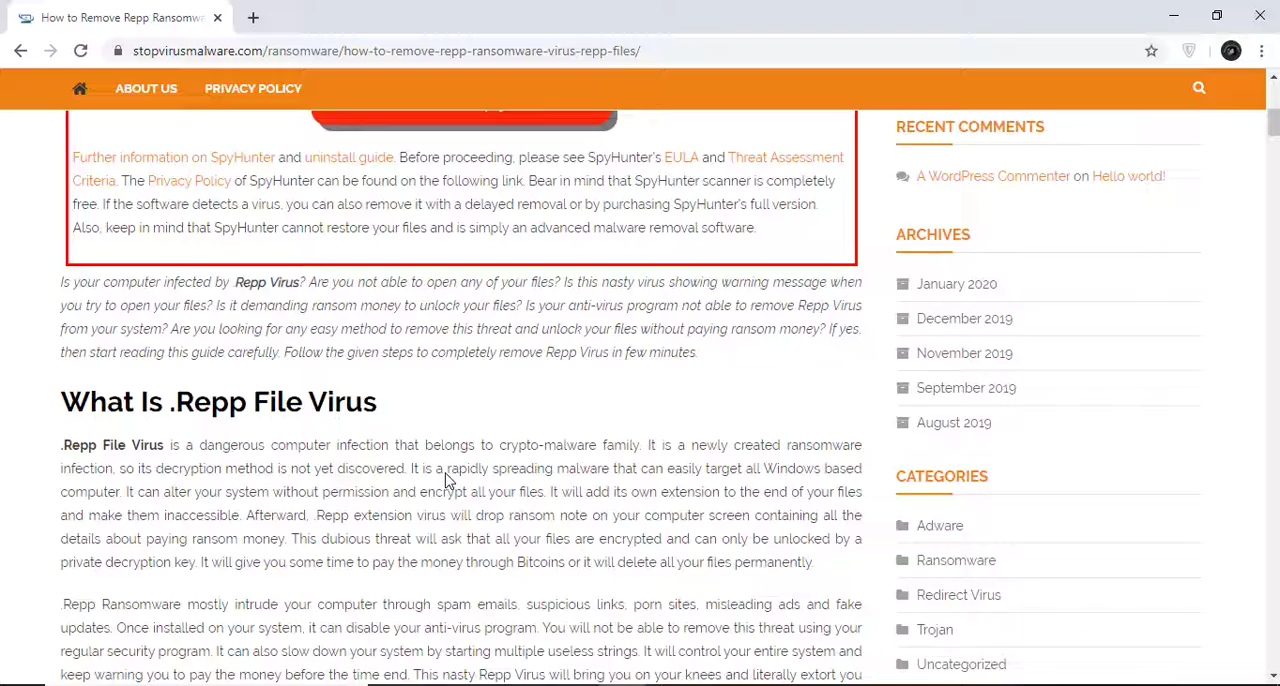 How to Remove Repp Ransomwa
stopvirusmalware.com/ransomware/how-to-remove-repp-ransomware-virus-repp-files/
ABOUT US PRIVACY POLICY
Further information on SpyHunter and uninstall guide. Before proceeding, please see SpyHunter's EULA and Threat Assessment
Criteria. The Privacy Policy of SpyHunter can be found on the following link. Bear in mind that SpyHunter scanner is completely
free. If the software detects a virus, you can also remove it with a delayed removal or by purchasing SpyHunter's full version.
Also, keep in mind that SpyHunter cannot restore your files and is simply an advanced malware removal software.
Is your computer infected by .Repp Virus? Are you not able to open any of your files? Is this nasty virus showing warning message when
you try to open your files? Is it demanding ransom money to unlock your files? Is your anti-virus program not able to remove Repp Virus
from your system? Are you looking for any easy method to remove this threat and unlock your files without paying ransom money? If yes,
then start reading this guide carefully. Follow the given steps to completely remove Repp Virus in few minutes.
What Is .Repp File Virus
.Repp File Virus is a dangerous computer infection that belongs to crypto-malware family. It is a newly created ransomware
infection, so its decryption method is not yet discovered. It is a rapidly spreading malware that can easily target all Windows based
computer. It can alter your system without permission and encrypt all your files. It will add its own extension to the end of your files
and make them inaccessible. Afterward, .Repp extension virus will drop ransom note on your computer screen containing all the
details about paying ransom money. This dubious threat will ask that all your files are encrypted and can only be unlocked by a
private decryption key. It will give you some time to pay the money through Bitcoins or it will delete all your files permanently.
.Repp Ransomware mostly intrude your computer through spam emails, suspicious links, porn sites, misleading ads and fake
updates. Once installed on your system, it can disable your anti-virus program. You will not be able to remove this threat using your
regular security program. It can also slow down your system by starting multiple useless strings. It will control your entire system and
keep warning you to pay the money before the time end. This nasty Repp Virus will bring you on your knees and literally extort you
RECENT COMMENTS
A WordPress Commenter on Hello world!
ARCHIVES
January 2020
December 2019
November 2019
September 2019
August 2019
CATEGORIES
Adware
Ransomware
Redirect Virus
Trojan
Uncategorized